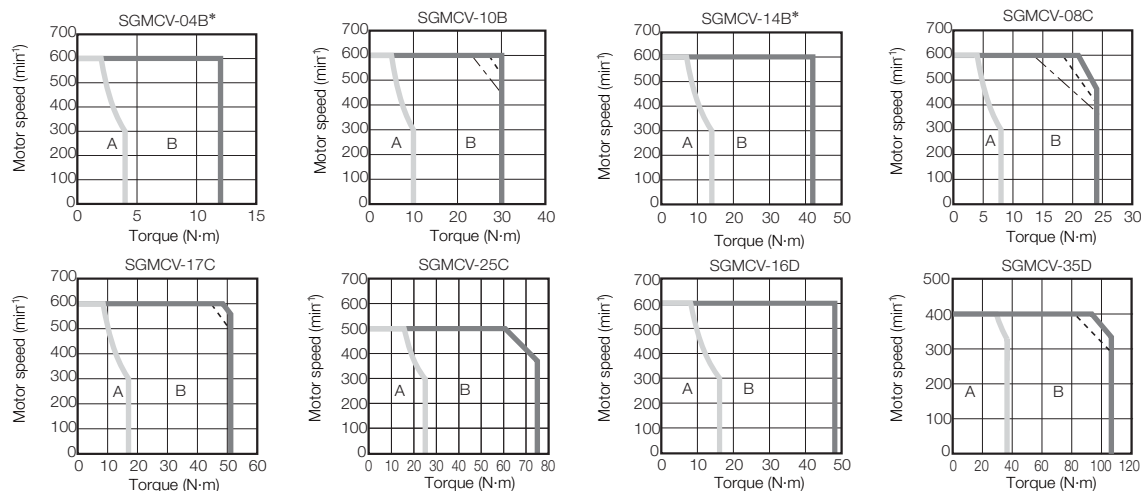 SGMCV-04B*
Motor speed (min-1)
700
600
500
400
300
200
100
0
A
B
0 5 10 15
Torque (N·m)
SGMCV-10B
Motor speed (min-1)
700
600
500
400
300
200
100
0
A
B
0 10 20 30 40
Torque (N·m)
SGMCV-14B*
Motor speed (min-1)
700
600
500
400
300
200
100
0
A
B
0 10 20 30 40 50
Torque (N·m)
SGMCV-08C
Motor speed (min-1)
700
600
500
400
300
200
100
0
A
B
0 5 10 15 20 25 30
Torque (N·m)
SGMCV-17C
Motor speed (min-1)
700
600
500
400
300
200
100
0
A
B
0 10 20 30 40 50 60
Torque (N·m)
SGMCV-25C
Motor speed (min-1)
700
600
500
400
300
200
100
0
A
B
0 10 20 30 40 50 60 70 80
Torque (N·m)
SGMCV-16D
Motor speed (min-1)
700
600
500
400
300
200
100
0
A
B
0 10 20 30 40 50
Torque (N·m)
SGMCV-35D
Motor speed (min-1)
500
400
300
200
100
0
A
B
0 20 40 60 80 100 120
Torque (N·m)